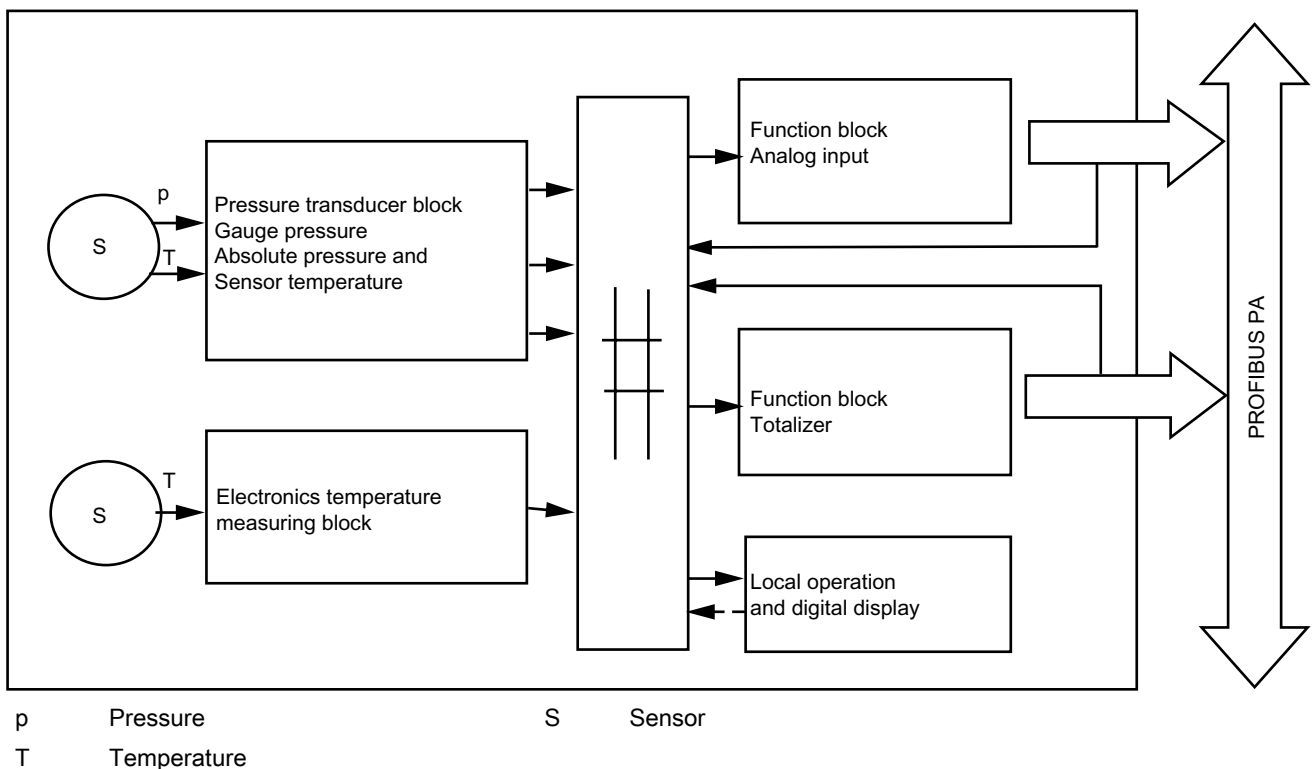 p
S
T
Pressure transducer block
Gauge pressure
Absolute pressure and
Sensor temperature
T
S
Electronics temperature
measuring block
Function block
Analog input
Function block
Totalizer
Local operation
and digital display
PROFIBUS PA
p Pressure S Sensor
T Temperature